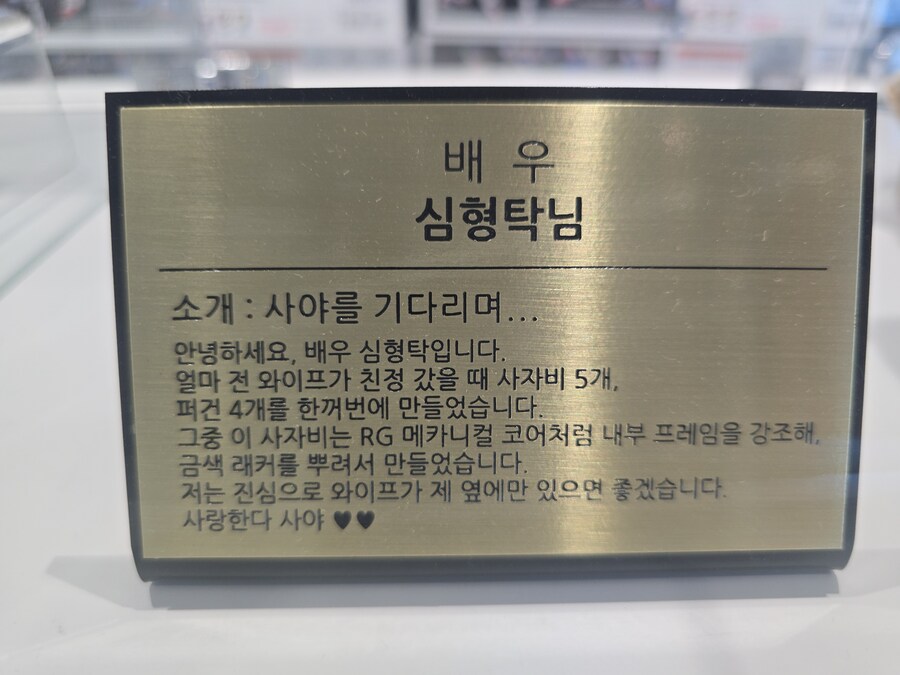 배 우
심형탁님
소개 : 사야를 기다리며...
안녕하세요, 배우 심형탁입니다.
얼마 전 와이프가 친정 갔을 때 사자비 5개,
퍼건 4개를 한꺼번에 만들었습니다.
그중 이 사자비는 RG 메카니컬 코어처럼 내부 프레임을 강조해,
금색 래커를 뿌려서 만들었습니다.
저는 진심으로 와이프가 제 옆에만 있으면 좋겠습니다.
사랑한다 사야 ♥♥